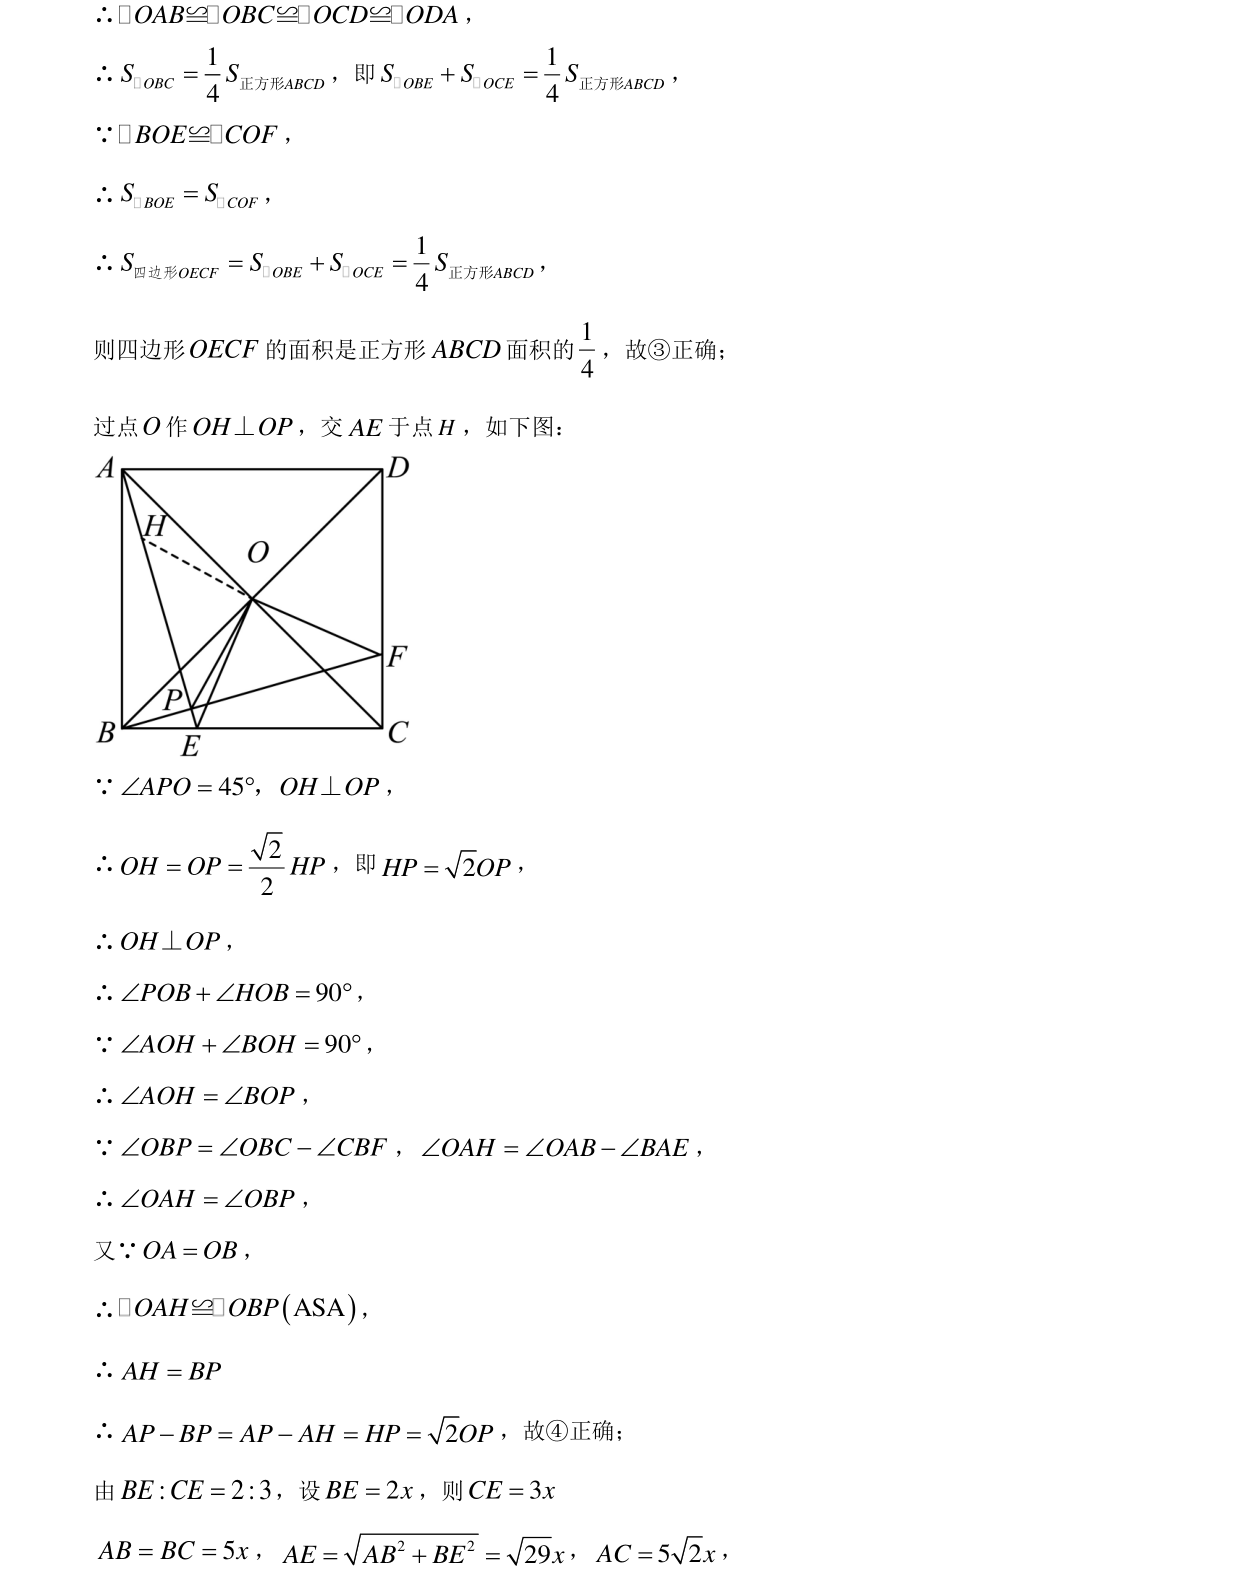 ∴□OAB≌□OBC≌□OCD≌□ODA，
∴S□OBC = 1/4 S正方形ABCD，即S□OBE + S□OCE = 1/4 S正方形ABCD，
∵□BOE≌□COF，
∴S□BOE = S□COF，
∴S四边形OECF = S□OBE + S□OCE = 1/4 S正方形ABCD，
则四边形OECF 的面积是正方形ABCD面积的1/4，故③正确；
过点O作OH⊥OP，交AE于点H，如下图：
A
D
H
O
F
P
B
E
C
∵∠APO = 45°，OH⊥OP，
∴OH = OP = √2/2 HP，即HP = √2OP，
∴OH⊥OP，
∴∠POB + ∠HOB = 90°，
∵∠AOH + ∠BOH = 90°，
∴∠AOH = ∠BOP，
∵∠OBP = ∠OBC − ∠CBF，∠OAH = ∠OAB − ∠BAE，
∴∠OAH = ∠OBP，
又∵OA = OB，
∴□OAH≌□OBP(ASA)，
∴AH = BP
∴AP − BP = AP − AH = HP = √2OP，故④正确；
由BE:CE = 2:3，设BE = 2x，则CE = 3x
AB = BC = 5x，AE = √(AB² + BE²) = √29x，AC = 5√2x，